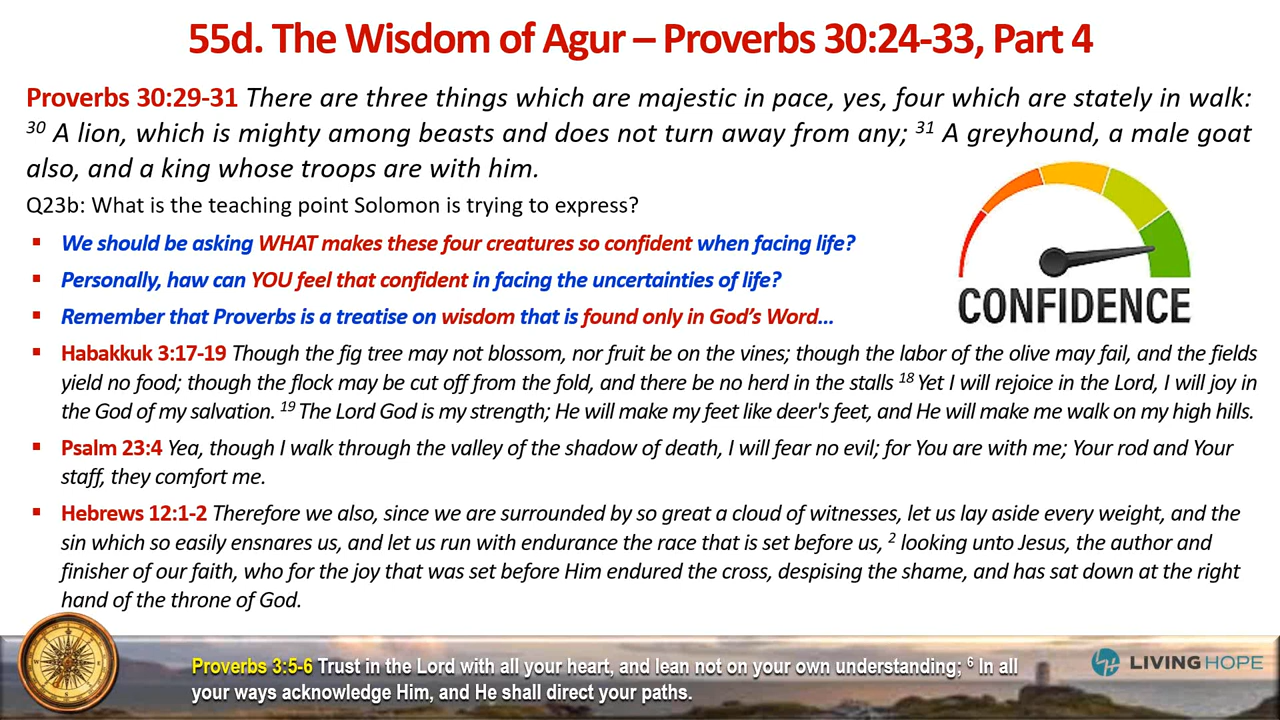 55d. The Wisdom of Agur – Proverbs 30:24-33, Part 4
Proverbs 30:29-31 There are three things which are majestic in pace, yes, four which are stately in walk:
30 A lion, which is mighty among beasts and does not turn away from any; 31 A greyhound, a male goat
also, and a king whose troops are with him.
Q23b: What is the teaching point Solomon is trying to express?
▪ We should be asking WHAT makes these four creatures so confident when facing life?
▪ Personally, haw can YOU feel that confident in facing the uncertainties of life?
▪ Remember that Proverbs is a treatise on wisdom that is found only in God's Word...
CONFIDENCE
▪ Habakkuk 3:17-19 Though the fig tree may not blossom, nor fruit be on the vines; though the labor of the olive may fail, and the fields
yield no food; though the flock may be cut off from the fold, and there be no herd in the stalls 18 Yet I will rejoice in the Lord, I will joy in
the God of my salvation. 19 The Lord God is my strength; He will make my feet like deer's feet, and He will make me walk on my high hills.
▪ Psalm 23:4 Yea, though I walk through the valley of the shadow of death, I will fear no evil; for You are with me; Your rod and Your
staff, they comfort me.
▪ Hebrews 12:1-2 Therefore we also, since we are surrounded by so great a cloud of witnesses, let us lay aside every weight, and the
sin which so easily ensnares us, and let us run with endurance the race that is set before us, 2 looking unto Jesus, the author and
finisher of our faith, who for the joy that was set before Him endured the cross, despising the shame, and has sat down at the right
hand of the throne of God.
Proverbs 3:5-6 Trust in the Lord with all your heart, and lean not on your own understanding; 6 In all
your ways acknowledge Him, and He shall direct your paths.
LIVING HOPE